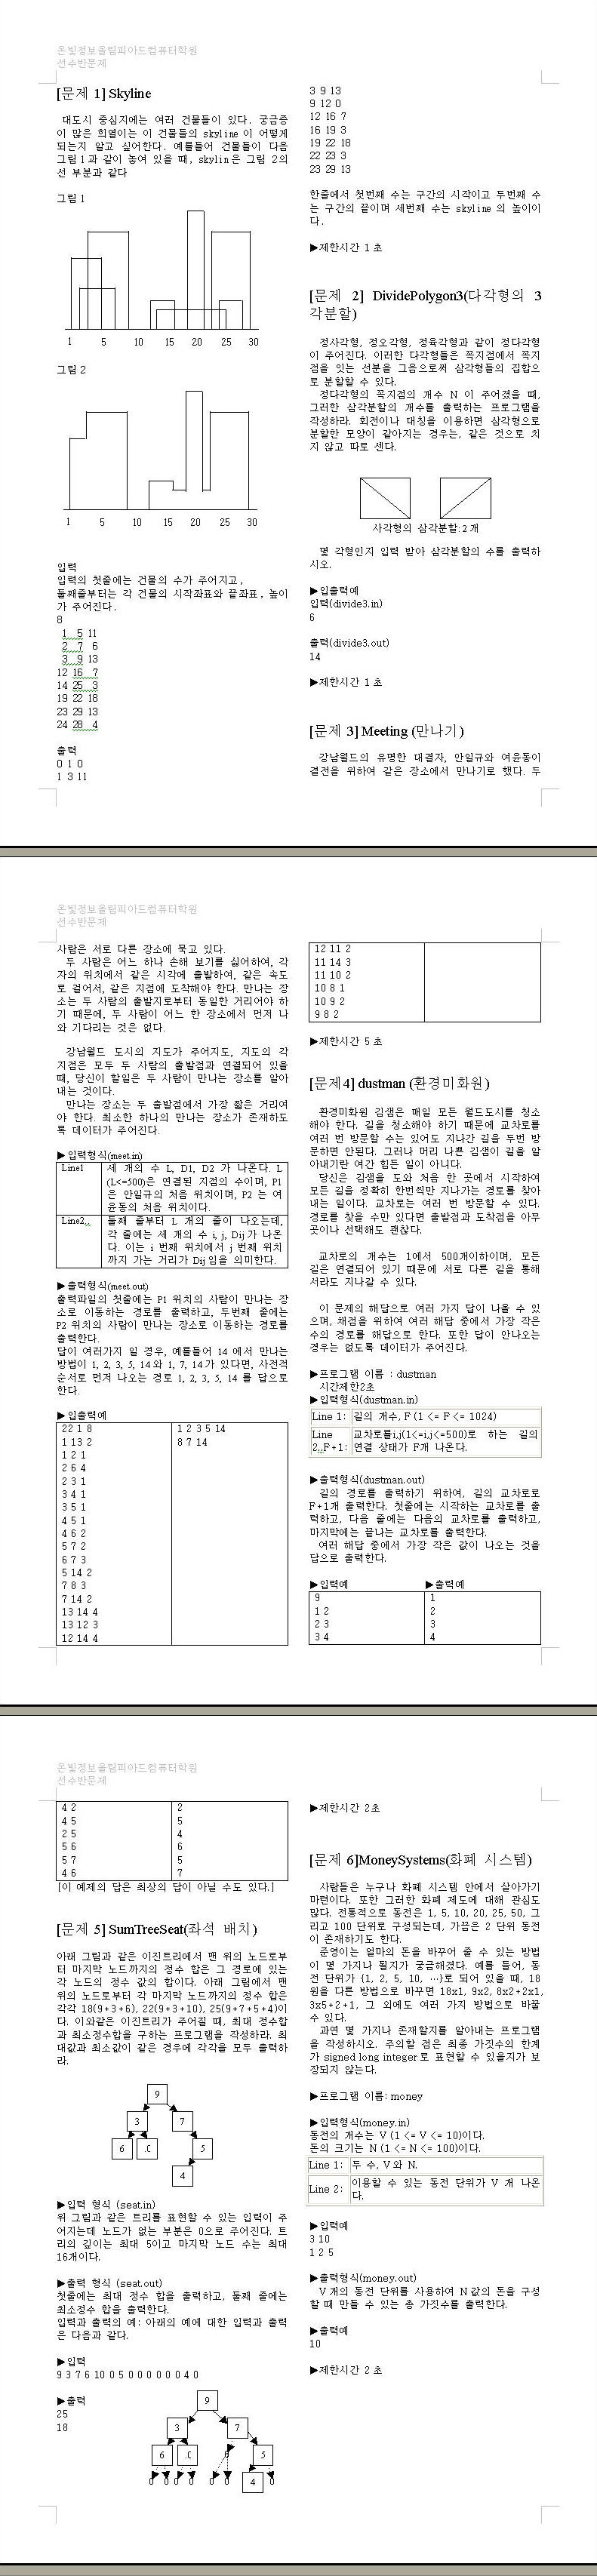 온빛정보올림피아드컴퓨터학원
선수반문제
[문제 1] Skyline
대도시 중심지에는 여러 건물들이 있다. 궁금증
이 많은 희열이는 이 건물들의 skyline 이 어떻게
되는지 알고 싶어한다. 예를들어 건물들이 다음
그림 1과 같이 놓여 있을 때, skylin은 그림 2의
선 부분과 같다
그림 1
1 5 10 15 20 25 30
그림 2
1 5 10 15 20 25 30
입력
입력의 첫줄에는 건물의 수가 주어지고,
둘째줄부터는 각 건물의 시작좌표와 끝좌표, 높이
가 주어진다.
8
1 5 11
2 7 6
3 9 13
12 16 7
14 25 3
19 22 18
23 29 13
24 28 4
출력
0 1 0
1 3 11
3 9 13
9 12 0
12 16 7
16 19 3
19 22 18
22 23 3
23 29 13
한줄에서 첫번째 수는 구간의 시작이고 두번째 수
는 구간의 끝이며 세번째 수는 skyline 의 높이이
다.
▶제한시간 1초
[문제 2] DividePolygon3(다각형의 3
각분할)
정사각형, 정오각형, 정육각형과 같이 정다각형
이 주어진다. 이러한 다각형들은 꼭지점에서 꼭지
점을 잇는 선분을 그음으로써 삼각형들의 집합으
로 분할할 수 있다.
정다각형의 꼭지점의 개수 N 이 주어졌을 때,
그러한 삼각분할의 개수를 출력하는 프로그램을
작성하라. 회전이나 대칭을 이용하면 삼각형으로
분할한 모양이 같아지는 경우는, 같은 것으로 치
지 않고 따로 센다.
사각형의 삼각분할:2개
몇 각형인지 입력 받아 삼각분할의 수를 출력하
시오.
▶입출력예
입력(divide3.in)
6
출력(divide3.out)
14
▶제한시간 1초
[문제 3] Meeting (만나기)
강남월드의 유명한 대결자, 안일규와 여윤동이
결전을 위하여 같은 장소에서 만나기로 했다. 두
온빛정보올림피아드컴퓨터학원
선수반문제
사람은 서로 다른 장소에 묵고 있다.
두 사람은 어느 하나 손해 보기를 싫어하여, 각
자의 위치에서 같은 시각에 출발하여, 같은 속도
로 걸어서, 같은 지점에 도착해야 한다. 만나는 장
소는 두 사람의 출발지로부터 동일한 거리어야 하
기 때문에, 두 사람이 어느 한 장소에서 먼저 나
와 기다리는 것은 없다.
강남월드 도시의 지도가 주어지도, 지도의 각
지점은 모두 두 사람의 출발점과 연결되어 있을
때, 당신이 할일은 두 사람이 만나는 장소를 알아
내는 것이다.
만나는 장소는 두 출발점에서 가장 짧은 거리여
야 한다. 최소한 하나의 만나는 장소가 존재하도
록 데이터가 주어진다.
▶입력형식(meet.in)
Line1 세 개의 수 L, D1, D2 가 나온다. L
(L<=500)은 연결된 지점의 수이며, P1
은 안일규의 처음 위치이며, P2 는 여
윤동의 처음 위치이다.
Line2,, 둘째 줄부터 L 개의 줄이 나오는데,
각 줄에는 세 개의 수 i, j, Dij가 나온
다. 이는 i 번째 위치에서 j 번째 위치
까지 가는 거리가 Dij임을 의미한다.
▶출력형식(meet.out)
출력파일의 첫줄에는 P1 위치의 사람이 만나는 장
소로 이동하는 경로를 출력하고, 두번째 줄에는
P2 위치의 사람이 만나는 장소로 이동하는 경로를
출력한다.
답이 여러가지 일 경우, 예를들어 14 에서 만나는
방법이 1, 2, 3, 5, 14와 1, 7, 14가 있다면, 사전적
순서로 먼저 나오는 경로 1, 2, 3, 5, 14 를 답으로
한다.
▶입출력예
22 1 8 1 2 3 5 14
1 13 2 8 7 14
1 2 1
2 6 4
2 3 1
3 4 1
3 5 1
4 5 1
4 6 2
5 7 2
6 7 3
5 14 2
7 8 3
7 14 2
13 14 4
13 12 3
12 14 4
12 11 2
11 14 3
11 10 2
10 8 1
10 9 2
9 8 2
▶제한시간 5초
[문제4] dustman (환경미화원)
환경미화원 김샘은 매일 모든 월드도시를 청소
해야 한다. 길을 청소해야 하기 때문에 교차로를
여러 번 방문할 수는 있어도 지나간 길을 두번 방
문하면 안된다. 그러나 머리 나쁜 김샘이 길을 알
아내기란 여간 힘든 일이 아니다.
당신은 김샘을 도와 처음 한 곳에서 시작하여
모든 길을 정확히 한번씩만 지나가는 경로를 찾아
내는 일이다. 교차로는 여러 번 방문할 수 있다.
경로를 찾을 수만 있다면 출발점과 도착점을 아무
곳이나 선택해도 괜찮다.
교차로의 개수는 1에서 500개이하이며, 모든
길은 연결되어 있기 때문에 서로 다른 길을 통해
서라도 지나갈 수 있다.
이 문제의 해답으로 여러 가지 답이 나올 수 있
으며, 채점을 위하여 여러 해답 중에서 가장 작은
수의 경로를 해답으로 한다. 또한 답이 안나오는
경우는 없도록 데이터가 주어진다.
▶프로그램 이름 : dustman
시간제한2초
▶입력형식(dustman.in)
Line 1: 길의 개수, F (1 <= F <= 1024)
Line 교차로를i,j(1<=i,j<=500)로 하는 길의
2,,F+1: 연결 상태가 F개 나온다.
▶출력형식(dustman.out)
길의 경로를 출력하기 위하여, 길의 교차로로
F+1개 출력한다. 첫줄에는 시작하는 교차로를 출
력하고, 다음 줄에는 다음의 교차로를 출력하고,
마지막에는 끝나는 교차로를 출력한다.
여러 해답 중에서 가장 작은 값이 나오는 것을
답으로 출력한다.
▶입력예 ▶출력예
9 1
1 2 2
2 3 3
3 4 4
온빛정보올림피아드컴퓨터학원
선수반문제
4 2 2
4 5 5
2 5 4
5 6 6
5 7 5
4 6 7
[이 예제의 답은 최상의 답이 아닐 수도 있다.]
[문제 5] SumTreeSeat(좌석 배치)
아래 그림과 같은 이진트리에서 맨 위의 노드로부
터 마지막 노드까지의 정수 합은 그 경로에 있는
각 노드의 정수 값의 합이다. 아래 그림에서 맨
위의 노드로부터 각 마지막 노드까지의 정수 합은
각각 18(9+3+6), 22(9+3+10), 25(9+7+5+4)이
다. 이와같은 이진트리가 주어질 때, 최대 정수합
과 최소정수합을 구하는 프로그램을 작성하라. 최
대값과 최소값이 같은 경우에 각각을 모두 출력하
라.
9
3 7
6 .0 5
4
▶입력 형식 (seat.in)
위 그림과 같은 트리를 표현할 수 있는 입력이 주
어지는데 노드가 없는 부분은 0으로 주어진다. 트
리의 깊이는 최대 5이고 마지막 노드 수는 최대
16개이다.
▶출력 형식 (seat.out)
첫줄에는 최대 정수 합을 출력하고, 둘째 줄에는
최소정수 합을 출력한다.
입력과 출력의 예: 아래의 예에 대한 입력과 출력
은 다음과 같다.
▶입력
9 3 7 6 10 0 5 0 0 0 0 0 0 4 0
▶출력
25
18
9
3 7
6 .0 0 5
0 0 0 0 0 0 4 0
▶제한시간 2초
[문제 6]MoneySystems(화폐 시스템)
사람들은 누구나 화폐 시스템 안에서 살아가기
마련이다. 또한 그러한 화폐 제도에 대해 관심도
많다. 전통적으로 동전은 1, 5, 10, 20, 25, 50, 그
리고 100 단위로 구성되는데, 가끔은 2 단위 동전
이 존재하기도 한다.
준영이는 얼마의 돈을 바꾸어 줄 수 있는 방법
이 몇 가지나 될지가 궁금해졌다. 예를 들어, 동
전 단위가 {1, 2, 5, 10, …}로 되어 있을 때, 18
원을 다른 방법으로 바꾸면 18x1, 9x2, 8x2+2x1,
3x5+2+1, 그 외에도 여러 가지 방법으로 바꿀
수 있다.
과연 몇 가지나 존재할지를 알아내는 프로그램
을 작성하시오. 주의할 점은 최종 가짓수의 한계
가 signed long integer로 표현할 수 있을지가 보
장되지 않는다.
▶프로그램 이름: money
▶입력형식(money.in)
동전의 개수는 V (1 <= V <= 10)이다.
돈의 크기는 N (1 <= N <= 100)이다.
Line 1: 두 수, V 와 N.
Line 2: 이용할 수 있는 동전 단위가 V 개 나온
다.
▶입력예
3 10
1 2 5
▶출력형식(money.out)
V 개의 동전 단위를 사용하여 N값의 돈을 구성
할 때 만들 수 있는 총 가짓수를 출력한다.
▶출력예
10
▶제한시간 2초